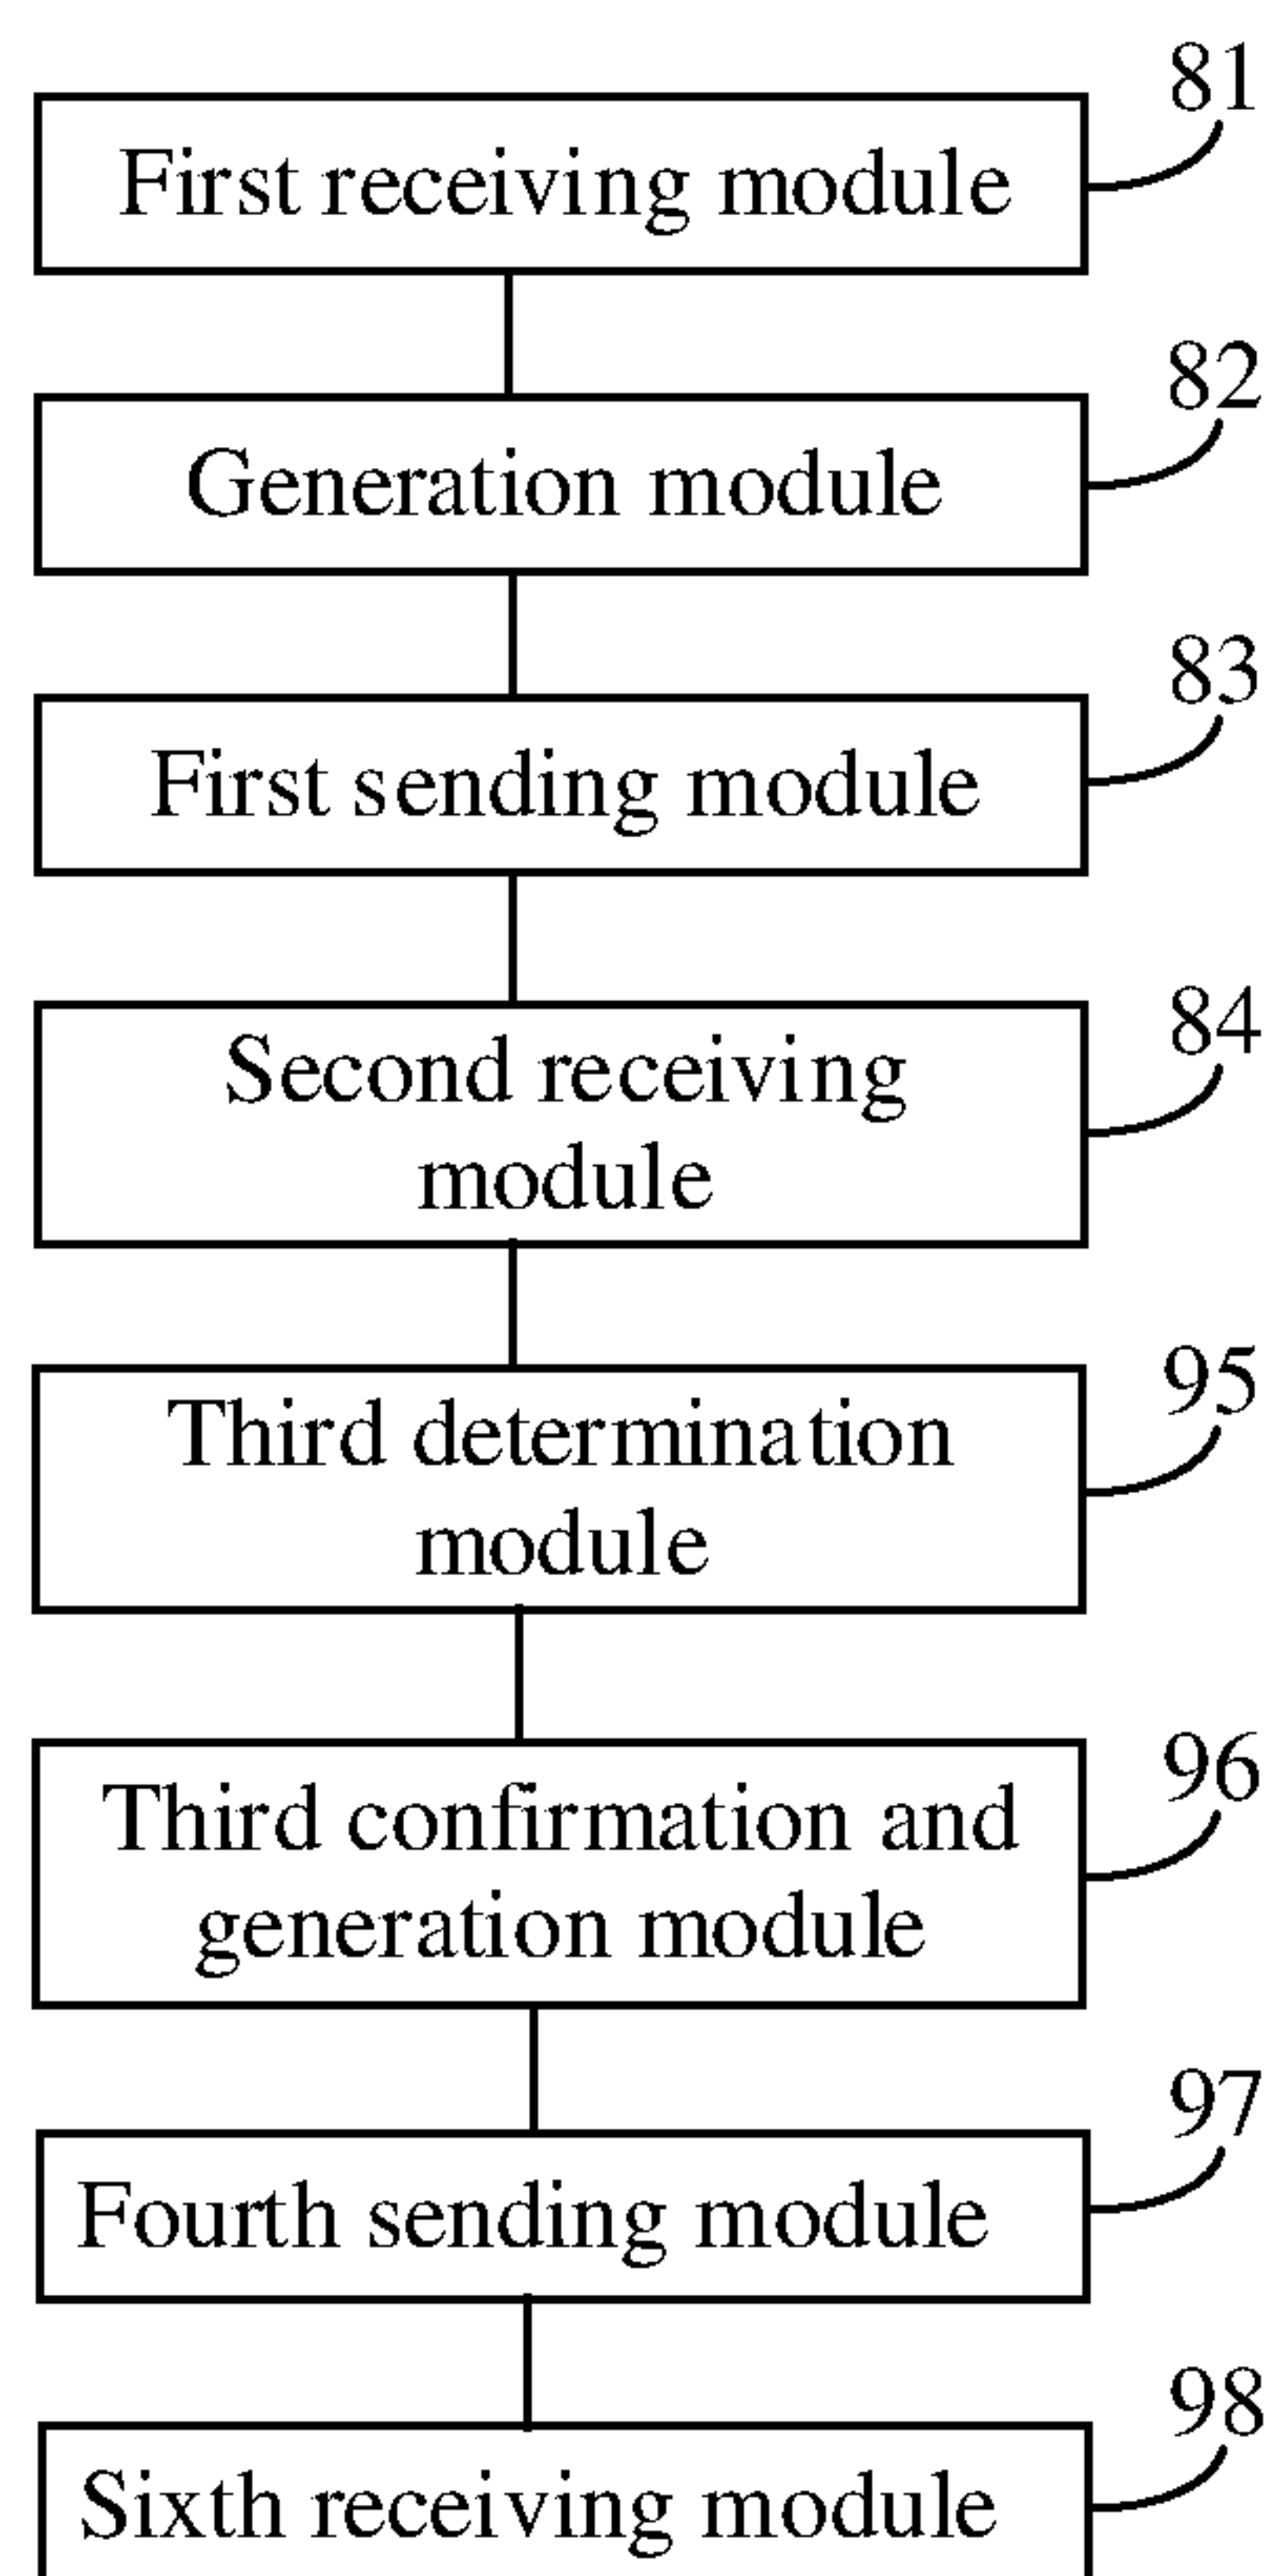 81
First receiving module
82
Generation module
83
First sending module
84
Second receiving
module
95
Third determination
module
96
Third confirmation and
generation module
97
Fourth sending module
98
Sixth receiving module